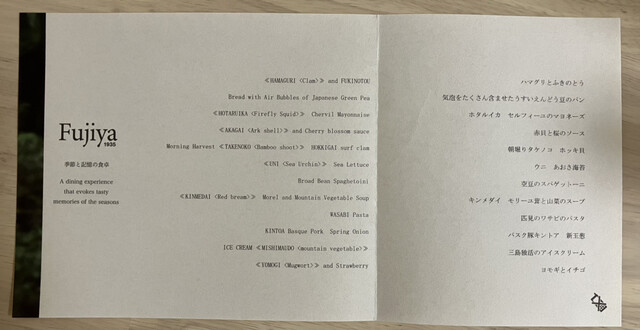 Fujiya
1935
季節と記憶の食卓
A dining experience
that evokes tasty
memories of the seasons
≪HAMAGURI <Clam>≫ and FUKINOTOU
Bread with Air Bubbles of Japanese Green Pea
≪HOTARUIKA <Firefly Squid>≫ Chervil Mayonnaise
≪AKAGAI <Ark shell>≫ and Cherry blossom sauce
Morning Harvest ≪TAKENOKO <Bamboo shoot>≫ HOKKIGAI surf clam
≪UNI <Sea Urchin>≫ Sea Lettuce
Broad Bean Spaghetoini
≪KINMEDAI <Red bream>≫ Morel and Mountain Vegetable Soup
WASABI Pasta
KINTOA Basque Pork Spring Onion
ICE CREAM ≪MISHIMAUDO <mountain vegetable>≫
≪YOMOGI <Mugwort>≫ and Strawberry
ハマグリとふきのとう
気泡をたくさん含ませたうすいえんどう豆のパン
ホタルイカ セルフィーユのマヨネーズ
赤貝と桜のソース
朝堀りタケノコ ホッキ貝
ウニ あおさ海苔
空豆のスパゲットーニ
キンメダイ モリーユ茸と山菜のスープ
匹見のワサビのパスタ
バスク豚キントア 新玉葱
三島独活のアイスクリーム
ヨモギとイチゴ